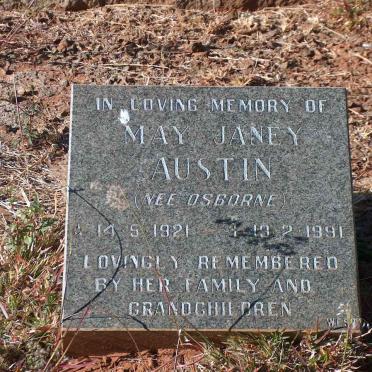 IN LOVING MEMORY OF
MAY JANEY
AUSTIN
(NEE OSBORNE)
* 14·5·1921 † 13·2·1991
LOVINGLY REMEMBERED
BY HER FAMILY AND
GRANDCHILDREN